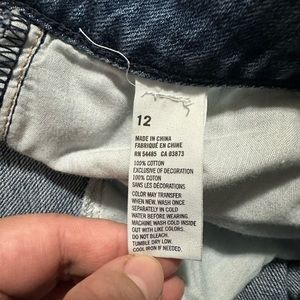 12
MADE IN CHINA
FABRIQUÉ EN CHINE
RN 54485 CA 03873
100% COTTON
EXCLUSIVE OF DECORATION
100% COTON
SANS LES DÉCORATIONS
COLOR MAY TRANSFER.
WHEN NEW, WASH ONCE
SEPARATELY IN COLD
WATER BEFORE WEARING.
MACHINE WASH COLD INSIDE
OUT WITH LIKE COLORS.
DO NOT BLEACH.
TUMBLE DRY LOW.
COOL IRON IF NEEDED.